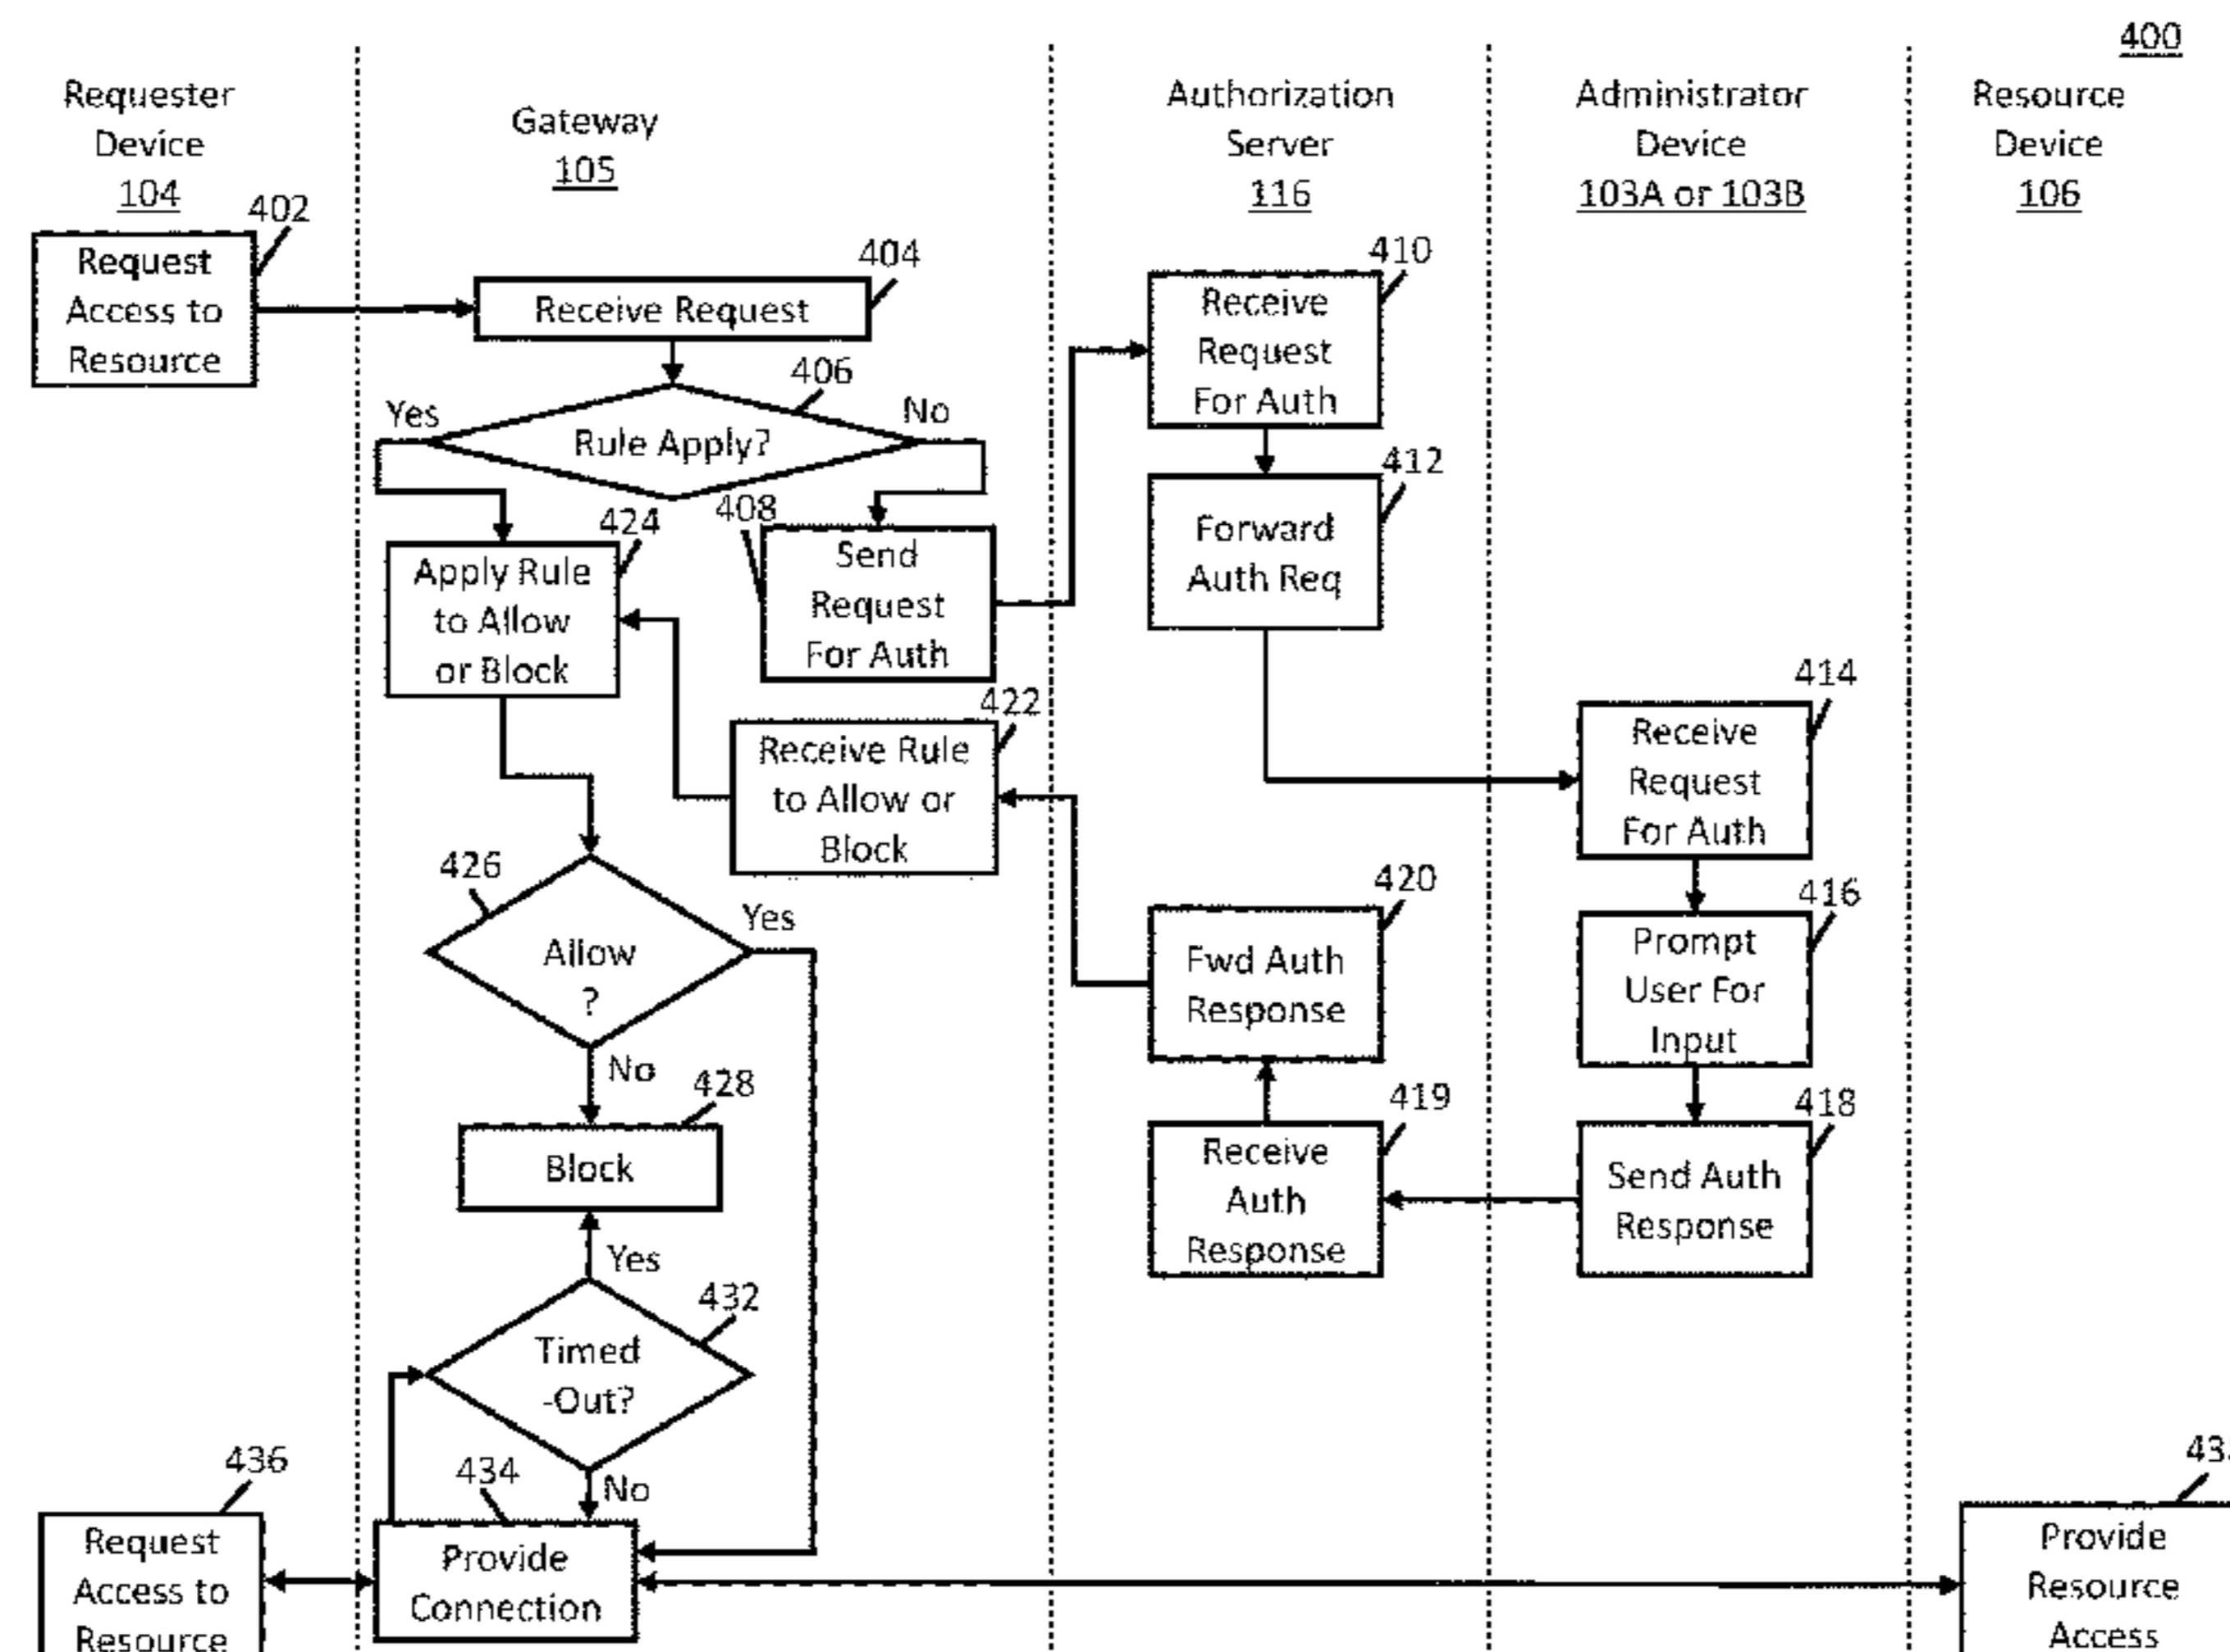 400
Requester
Device
104
Gateway
105
Authorization
Server
116
Administrator
Device
103A or 103B
Resource
Device
106
402
Request
Access to
Resource
404
Receive Request
406
Yes
No
Rule Apply?
408
Send
Request
For Auth
410
Receive
Request
For Auth
412
Forward
Auth Req
414
Receive
Request
For Auth
416
Prompt
User For
Input
418
Send Auth
Response
419
Receive
Auth
Response
420
Fwd Auth
Response
422
Receive Rule
to Allow or
Block
424
Apply Rule
to Allow
or Block
426
Allow
?
Yes
No
428
Block
Yes
432
Timed
-Out?
No
434
Provide
Connection
436
Request
Access to
Resource
Provide
Resource
Access